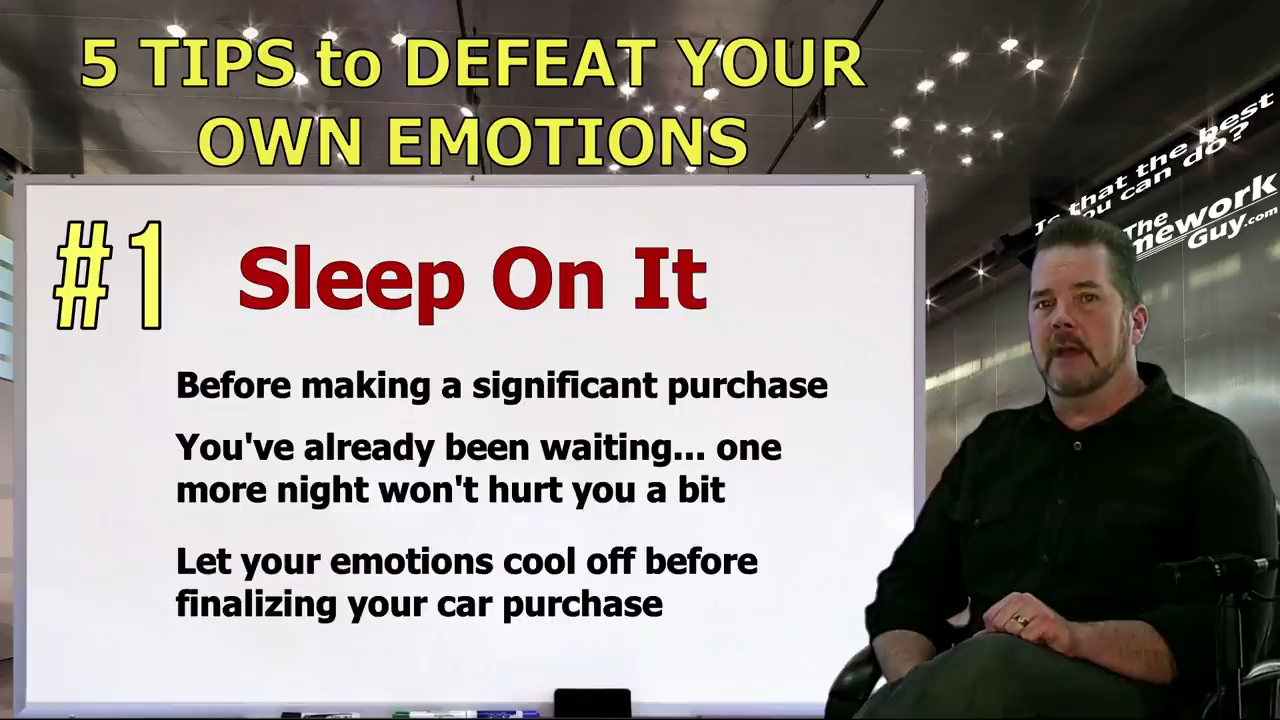 5 TIPS to DEFEAT YOUR
OWN EMOTIONS
#1
Sleep On It
Before making a significant purchase
You've already been waiting... one
more night won't hurt you a bit
Let your emotions cool off before
finalizing your car purchase
Is that the best
you can do?
The
Guy.com